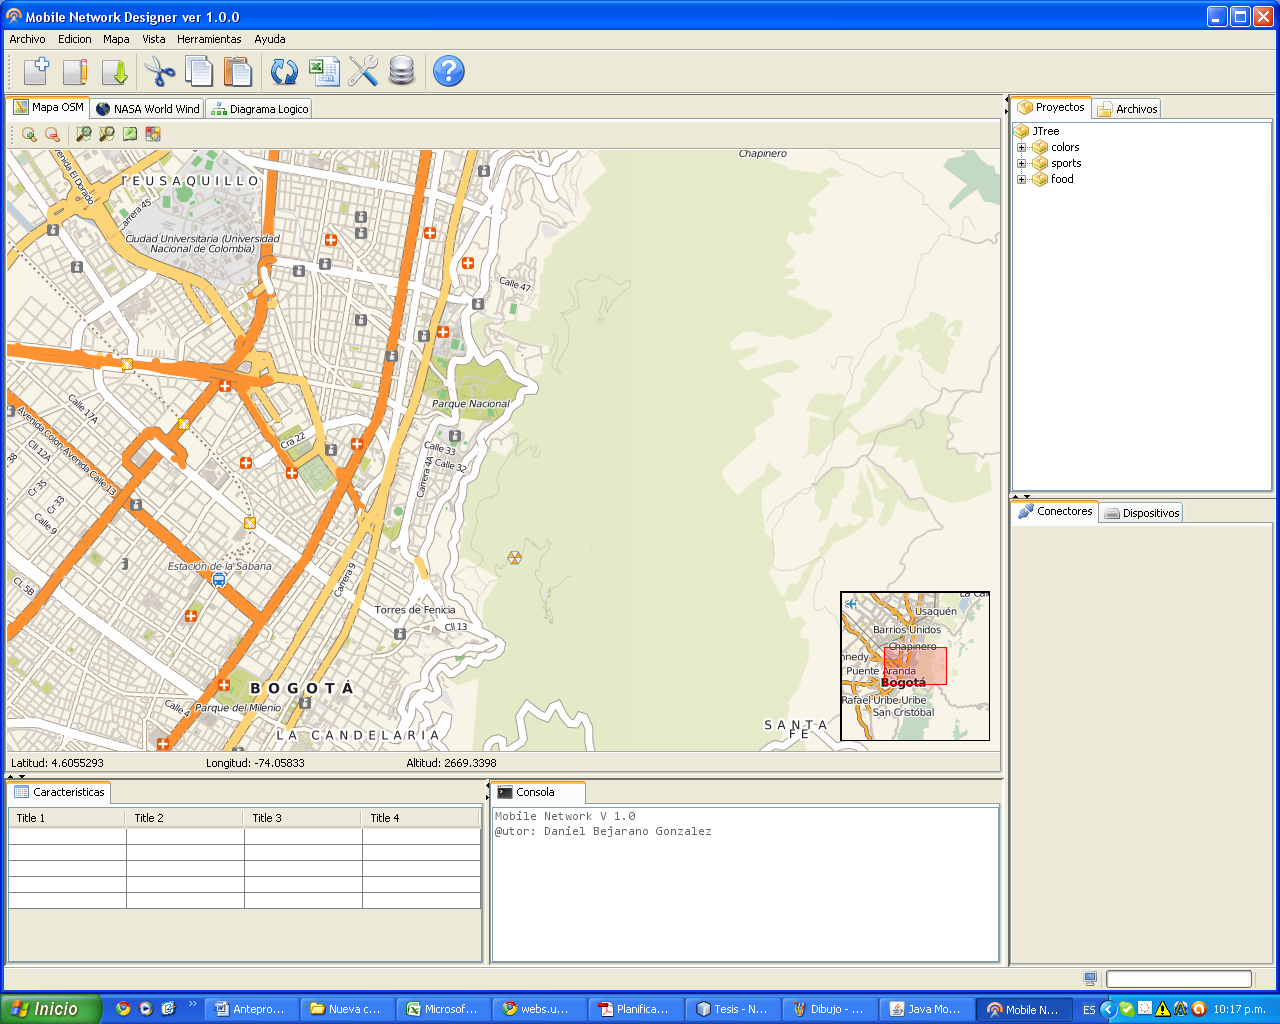 Mobile Network Designer ver 1.0.0
Archivo Edicion Mapa Vista Herramientas Ayuda
Mapa OSM NASA World Wind Diagrama Logico
Chapinero
TEUSAQUILLO
Avenida El Dorado
Carrera 45
Ciudad Universitaria (Universidad
Nacional de Colombia)
Calle 47
Parque Nacional
Calle 17A
Avenida Colon-Avenida Calle 13
Cll 12A
Cra 22
Calle 33
Calle 32
Carrera 4A
Cr 35
Cr 33
Calle 9
Estación de la Sabana
Carrera 9
CL 5B
Torres de Fenicia
Cll 13
BOGOTÁ
Parque del Milenio
Calle 4
LA CANDELARIA
SANTA
FE
Usaquén
Barrios Unidos
Chapinero
nnedy
Puente Aranda
Bogotá
Rafael Uribe Uribe
San Cristóbal
Latitud: 4.6055293 Longitud: -74.05833 Altitud: 2669.3398
Proyectos Archivos
JTree
colors
sports
food
Conectores Dispositivos
Caracteristicas
Title 1 Title 2 Title 3 Title 4
Consola
Mobile Network V 1.0
@utor: Daniel Bejarano Gonzalez
Inicio
Antepro...
Nueva c...
Microsof...
webs.u...
Planifica...
Tesis - N...
Dibujo - ...
Java Mo...
Mobile N...
ES
10:17 p.m.